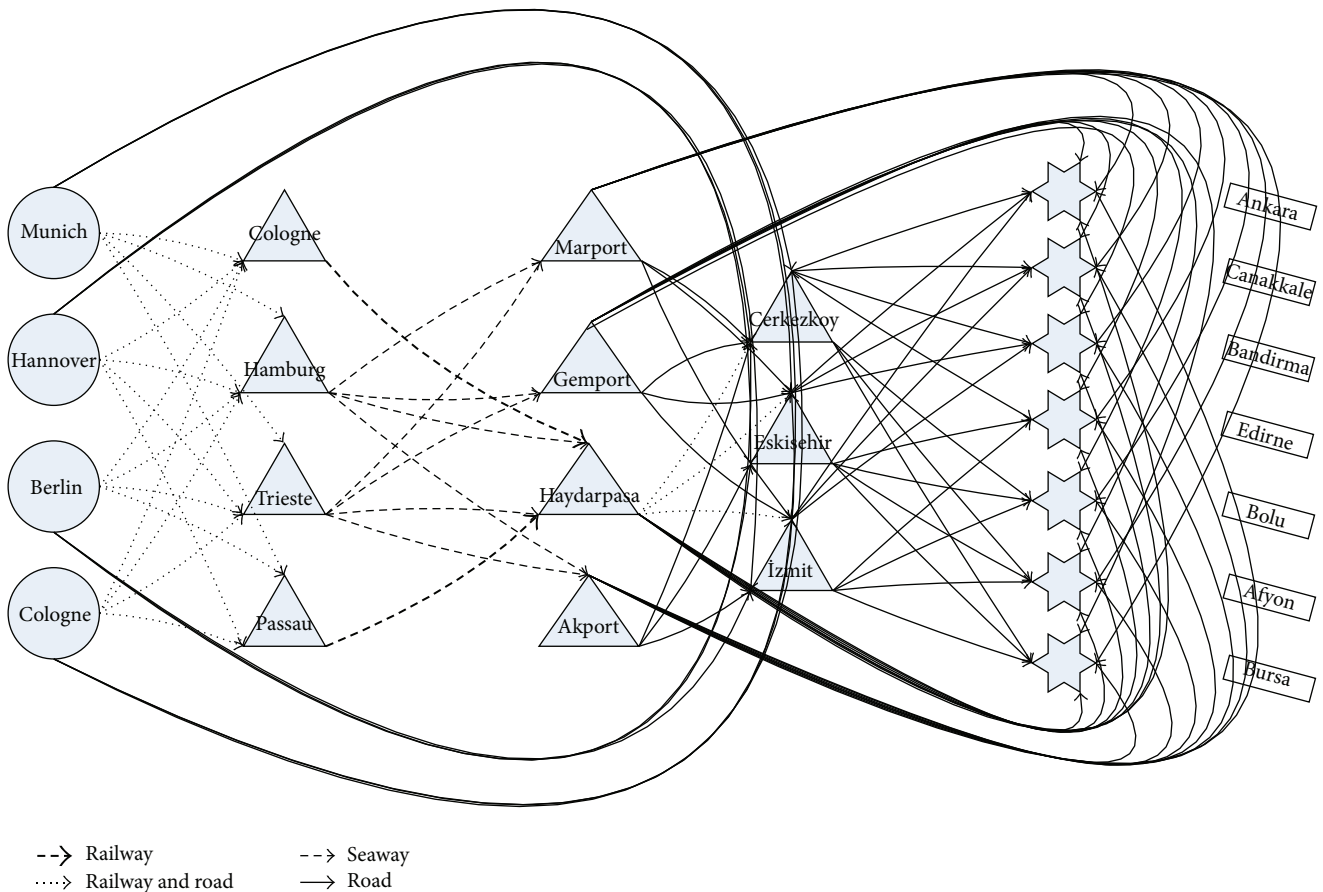 Munich
Hannover
Berlin
Cologne
Cologne
Hamburg
Trieste
Passau
Marport
Gemport
Haydarpasa
Akport
Cerkezkoy
Eskisehir
İzmit
Ankara
Canakkale
Bandirma
Edirne
Bolu
Afyon
Bursa
Railway
Railway and road
Seaway
Road